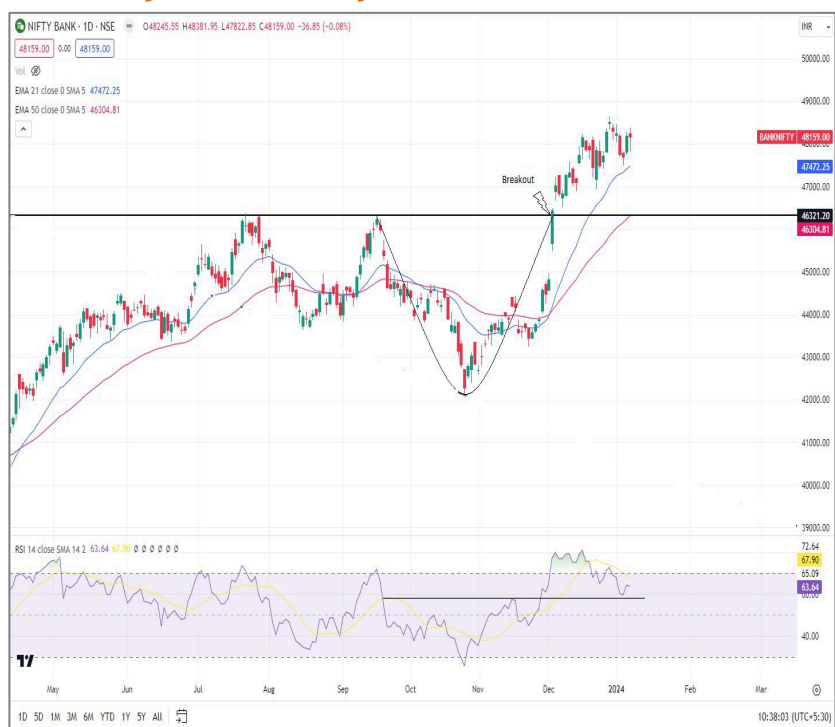 NIFTY BANK · 1D · NSE O48245.55 H48381.95 L47822.85 C48159.00 -36.85 (-0.08%)
INR
48159.00 0.00 48159.00
Vol
EMA 21 close 0 SMA 5 47472.25
EMA 50 close 0 SMA 5 46304.81
50000.00
49000.00
BANKNIFTY 48159.00
48000.00
47472.25
47000.00
Breakout
46321.20
46304.81
45000.00
44000.00
43000.00
42000.00
41000.00
40000.00
39000.00
RSI 14 close SMA 14 2 63.64 67.90 Ø Ø Ø Ø Ø Ø
72.64
67.90
65.09
63.64
60.00
40.00
May Jun Jul Aug Sep Oct Nov Dec 2024 Feb Mar
1D 5D 1M 3M 6M YTD 1Y 5Y All
10:38:03 (UTC+5:30)